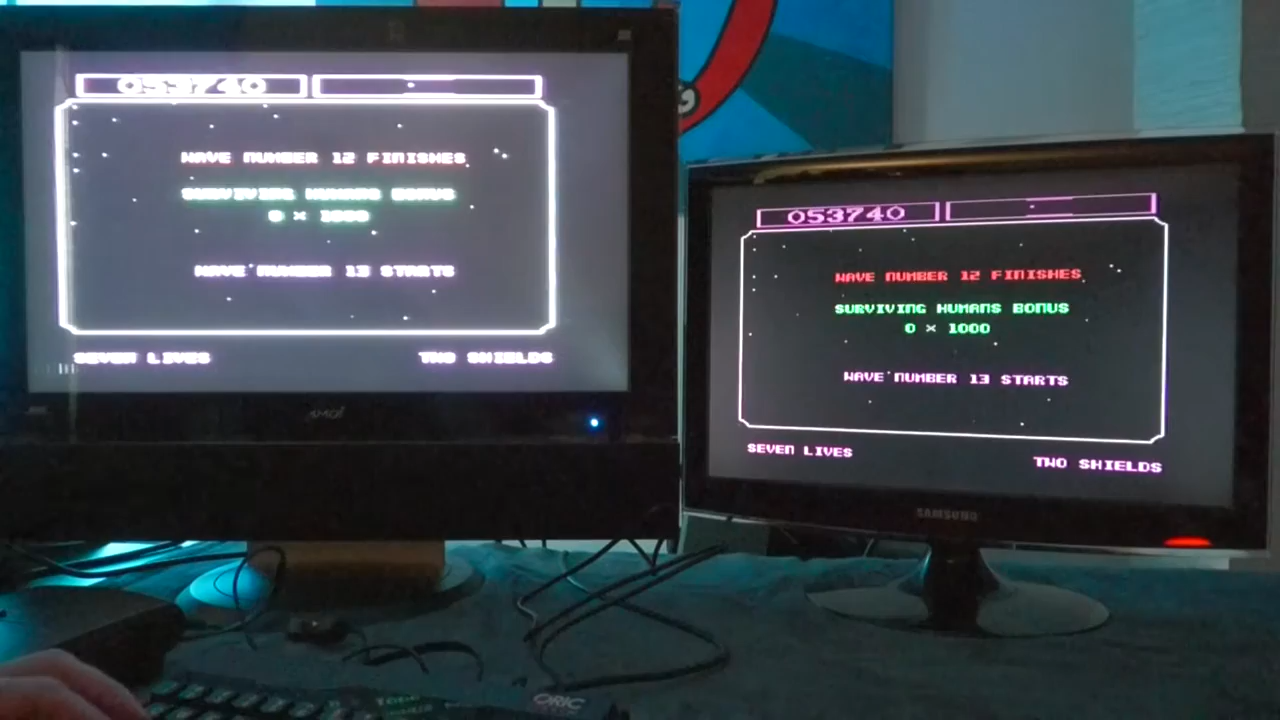 053740
WAVE NUMBER 12 FINISHES
SURVIVING HUMANS BONUS
0 × 1000
WAVE NUMBER 13 STARTS
SEVEN LIVES
TWO SHIELDS
053740
WAVE NUMBER 12 FINISHES
SURVIVING HUMANS BONUS
0 × 1000
WAVE NUMBER 13 STARTS
SEVEN LIVES
TWO SHIELDS
SAMSUNG
ORIC